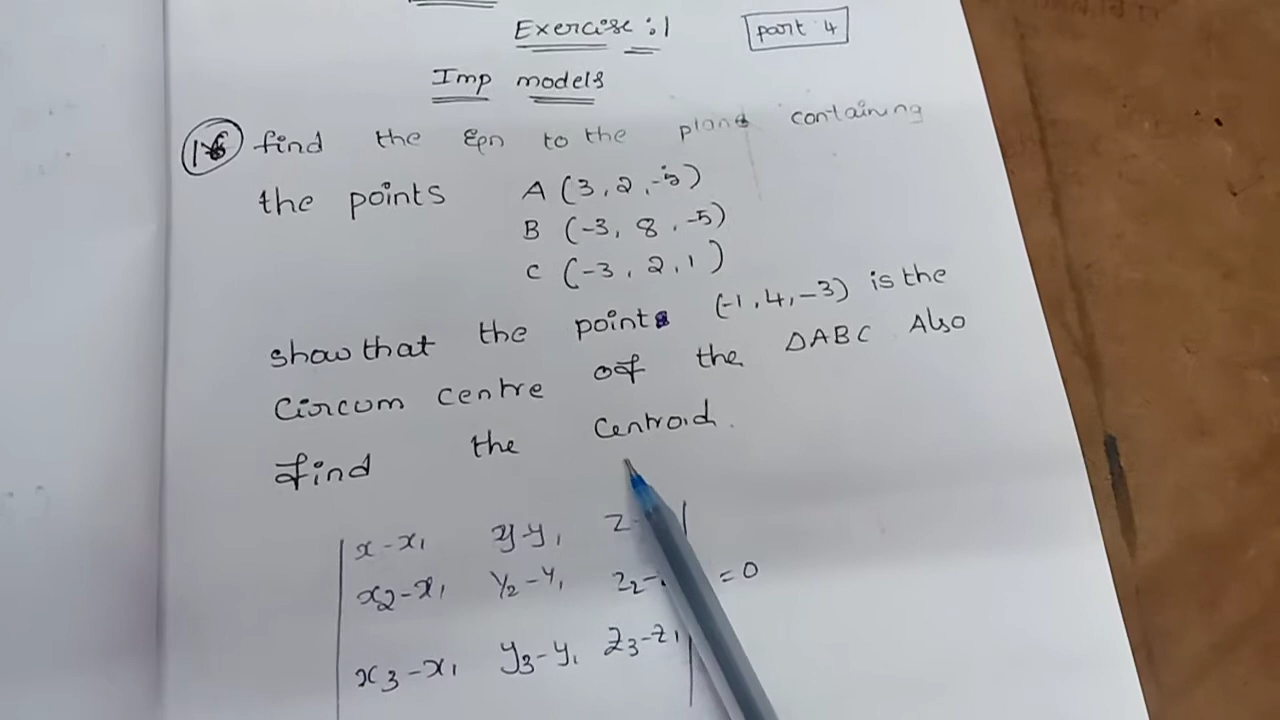 Exercise :1
part 4
Imp models
16 find the Eqn to the plane containing
the points A (3, 2, -5)
B (-3, 8, -5)
C (-3, 2, 1)
show that the point (-1, 4, -3) is the
Circum centre of the ΔABC Also
find the Centroid.
x-x₁ y-y₁ z-
x₂-x₁ y₂-y₁ z₂- =0
x₃-x₁ y₃-y₁ z₃-z₁